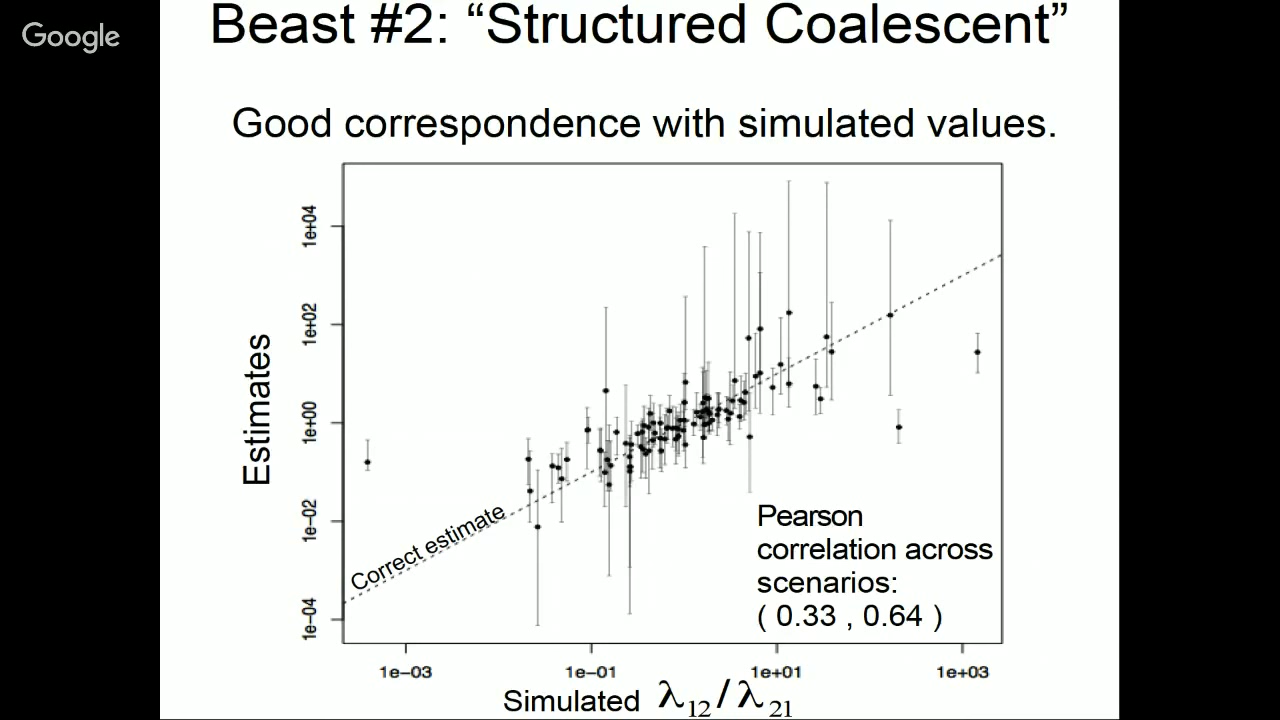 Google
Beast #2: “Structured Coalescent”
Good correspondence with simulated values.
1e+04
1e+02
1e+00
1e-02
1e-04
Estimates
Correct estimate
Pearson
correlation across
scenarios:
( 0.33 , 0.64 )
1e-03 1e-01 1e+01 1e+03
Simulated λ12/λ21